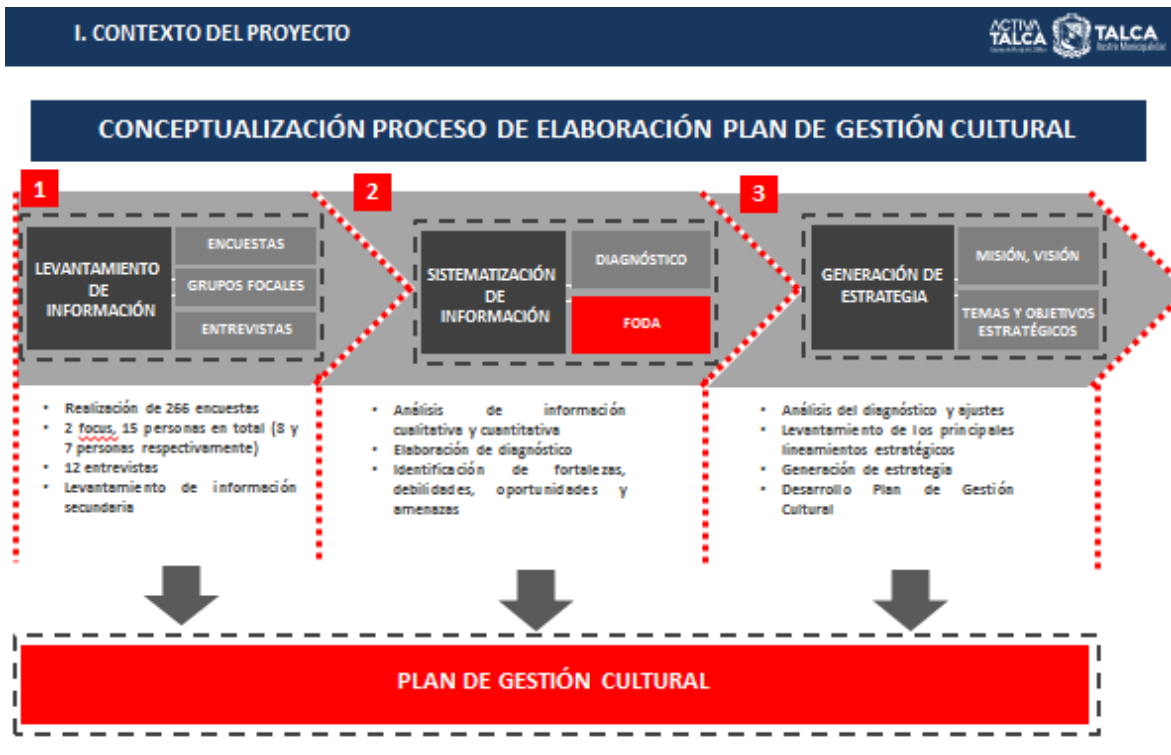 I. CONTEXTO DEL PROYECTO
ACTIVA
TALCA
TALCA
Ilustre Municipalidad
CONCEPTUALIZACIÓN PROCESO DE ELABORACIÓN PLAN DE GESTIÓN CULTURAL
1
LEVANTAMIENTO
DE
INFORMACIÓN
ENCUESTAS
GRUPOS FOCALES
ENTREVISTAS
2
SISTEMATIZACIÓN
DE
INFORMACIÓN
DIAGNÓSTICO
FODA
3
GENERACIÓN DE
ESTRATEGIA
MISIÓN, VISIÓN
TEMAS Y OBJETIVOS
ESTRATÉGICOS
• Realización de 266 encuestas
• 2 focus, 15 personas en total (8 y
7 personas respectivamente)
• 12 entrevistas
• Levantamiento de información
secundaria
• Análisis de información
cualitativa y cuantitativa
• Elaboración de diagnóstico
• Identificación de fortalezas,
debilidades, oportunidades y
amenazas
• Análisis del diagnóstico y ajustes
• Levantamiento de los principales
lineamientos estratégicos
• Generación de estrategia
• Desarrollo Plan de Gestión
Cultural
PLAN DE GESTIÓN CULTURAL